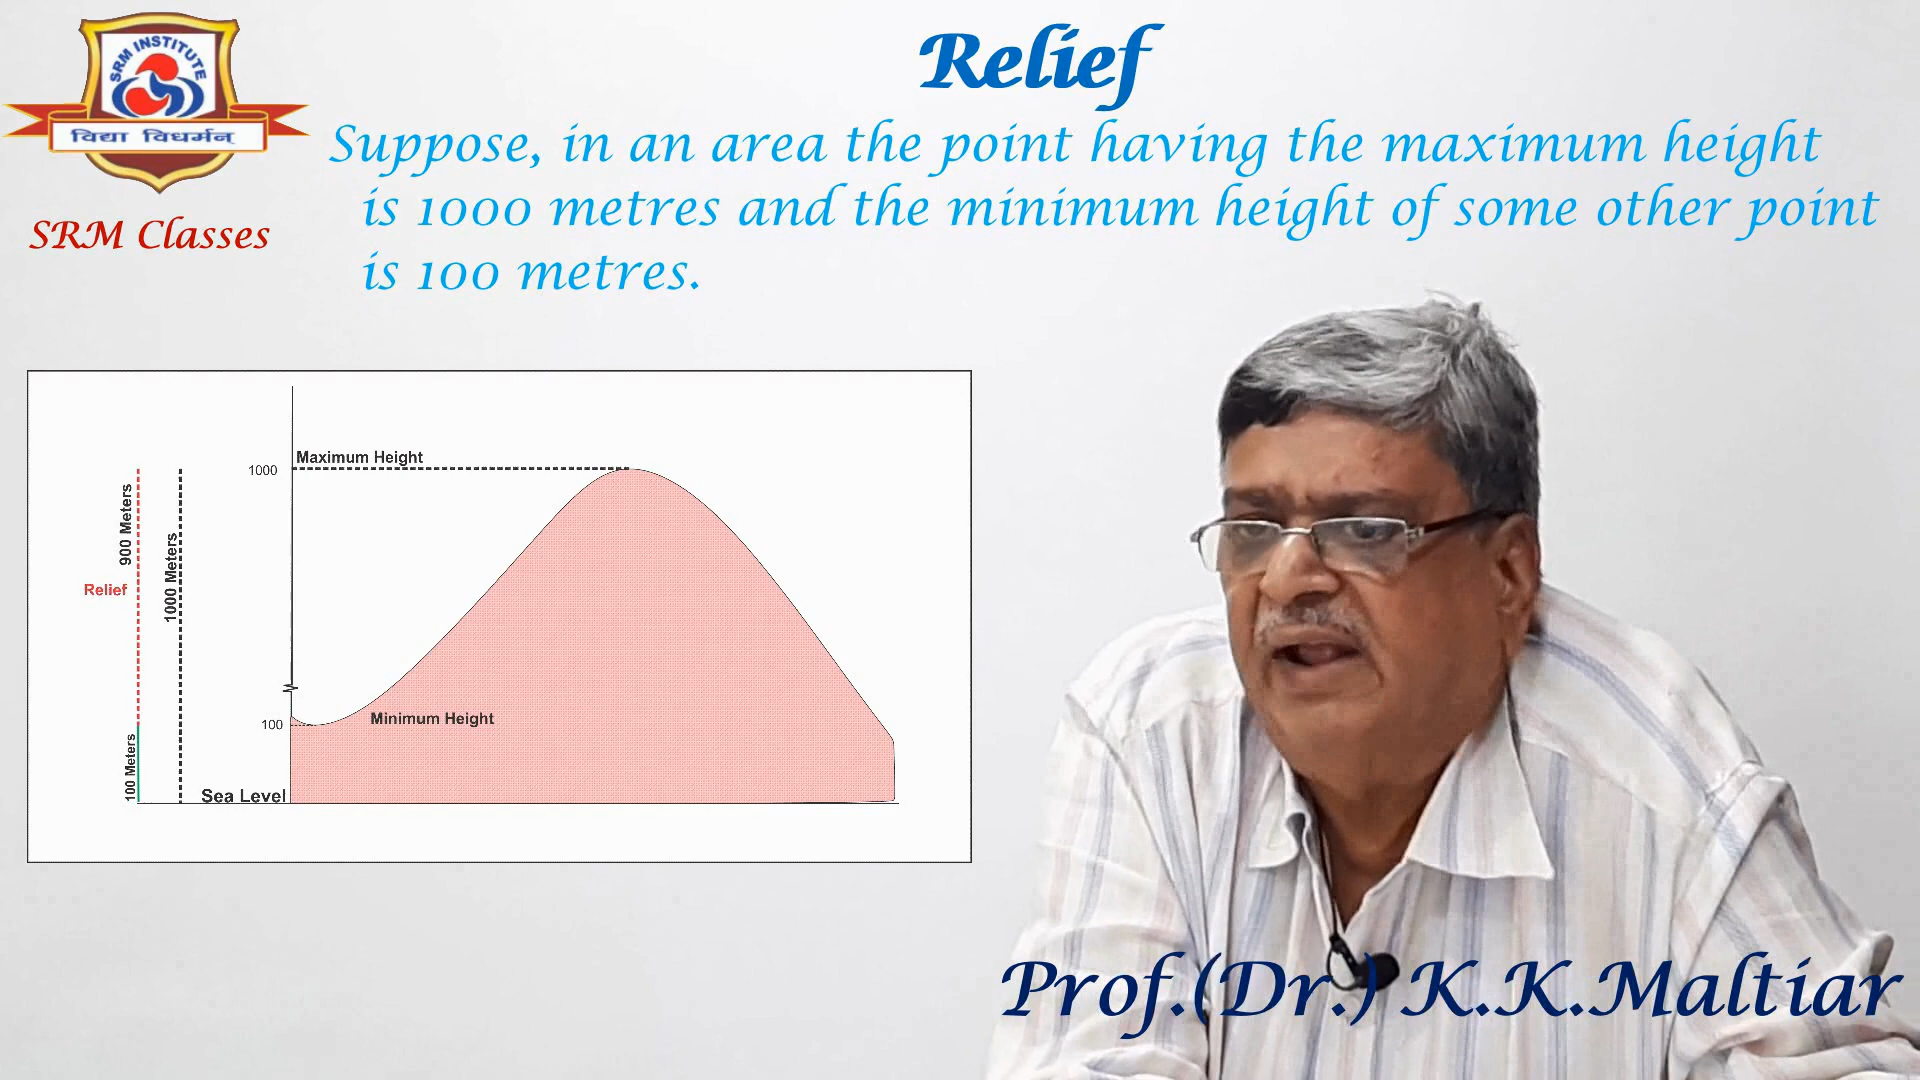 SRM INSTITUTE
विद्या विधर्मन्
SRM Classes
Relief
Suppose, in an area the point having the maximum height
is 1000 metres and the minimum height of some other point
is 100 metres.
Maximum Height
1000
900 Meters
1000 Meters
Relief
100
Minimum Height
100 Meters
Sea Level
Prof.(Dr.) K.K.Maltiar